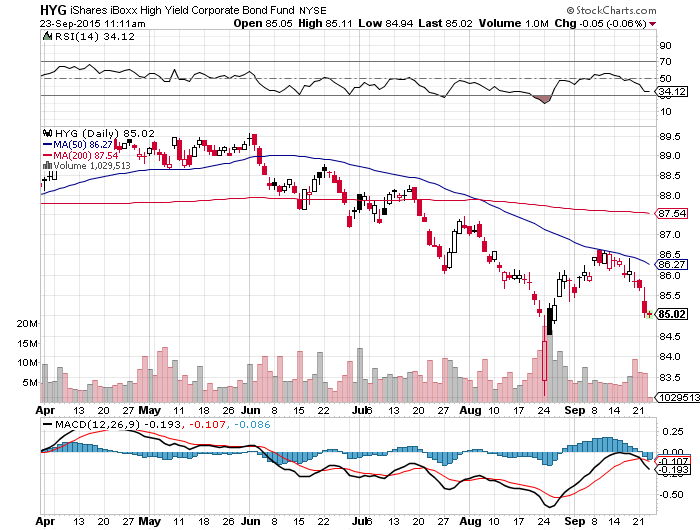 HYG iShares iBoxx High Yield Corporate Bond Fund NYSE © StockCharts.com
23-Sep-2015 11:11am Open 85.05 High 85.11 Low 84.94 Last 85.02 Volume 1.0M Chg -0.05 (-0.06%)
RSI(14) 34.12
90
70
50
34.12
30
10
HYG (Daily) 85.02
MA(50) 86.27
MA(200) 87.54
Volume 1,029,513
89.5
89.0
88.5
88.0
87.54
87.0
86.5
86.27
86.0
85.5
85.02
84.5
84.0
83.5
1029513
20M
15M
10M
5M
Apr 6 13 20 27 May 11 18 26 Jun 8 15 22 Jul 6 13 20 27 Aug 10 17 24 Sep 8 14 21
MACD(12,26,9) -0.193, -0.107, -0.086
0.25
0.00
-0.107
-0.193
-0.50
Apr 6 13 20 27 May 11 18 26 Jun 8 15 22 Jul 6 13 20 27 Aug 10 17 24 Sep 8 14 21